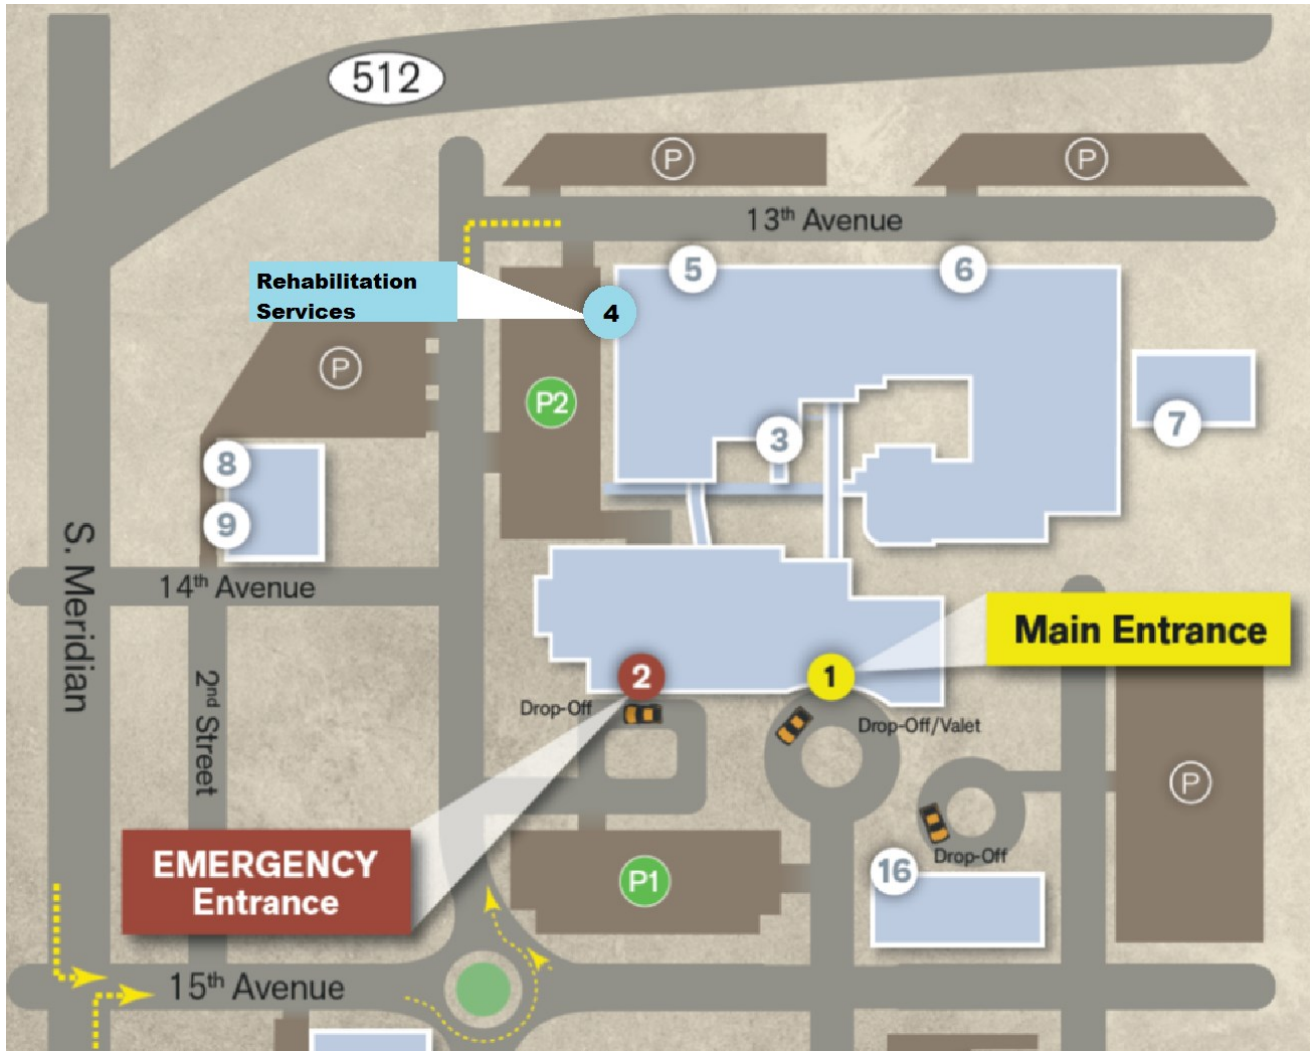 512
P
P
13th Avenue
5
6
Rehabilitation
Services
4
P
P2
7
3
8
9
S. Meridian
14th Avenue
Main Entrance
2nd Street
2
1
Drop-Off
Drop-Off/Valet
P
EMERGENCY
Entrance
P1
Drop-Off
16
15th Avenue